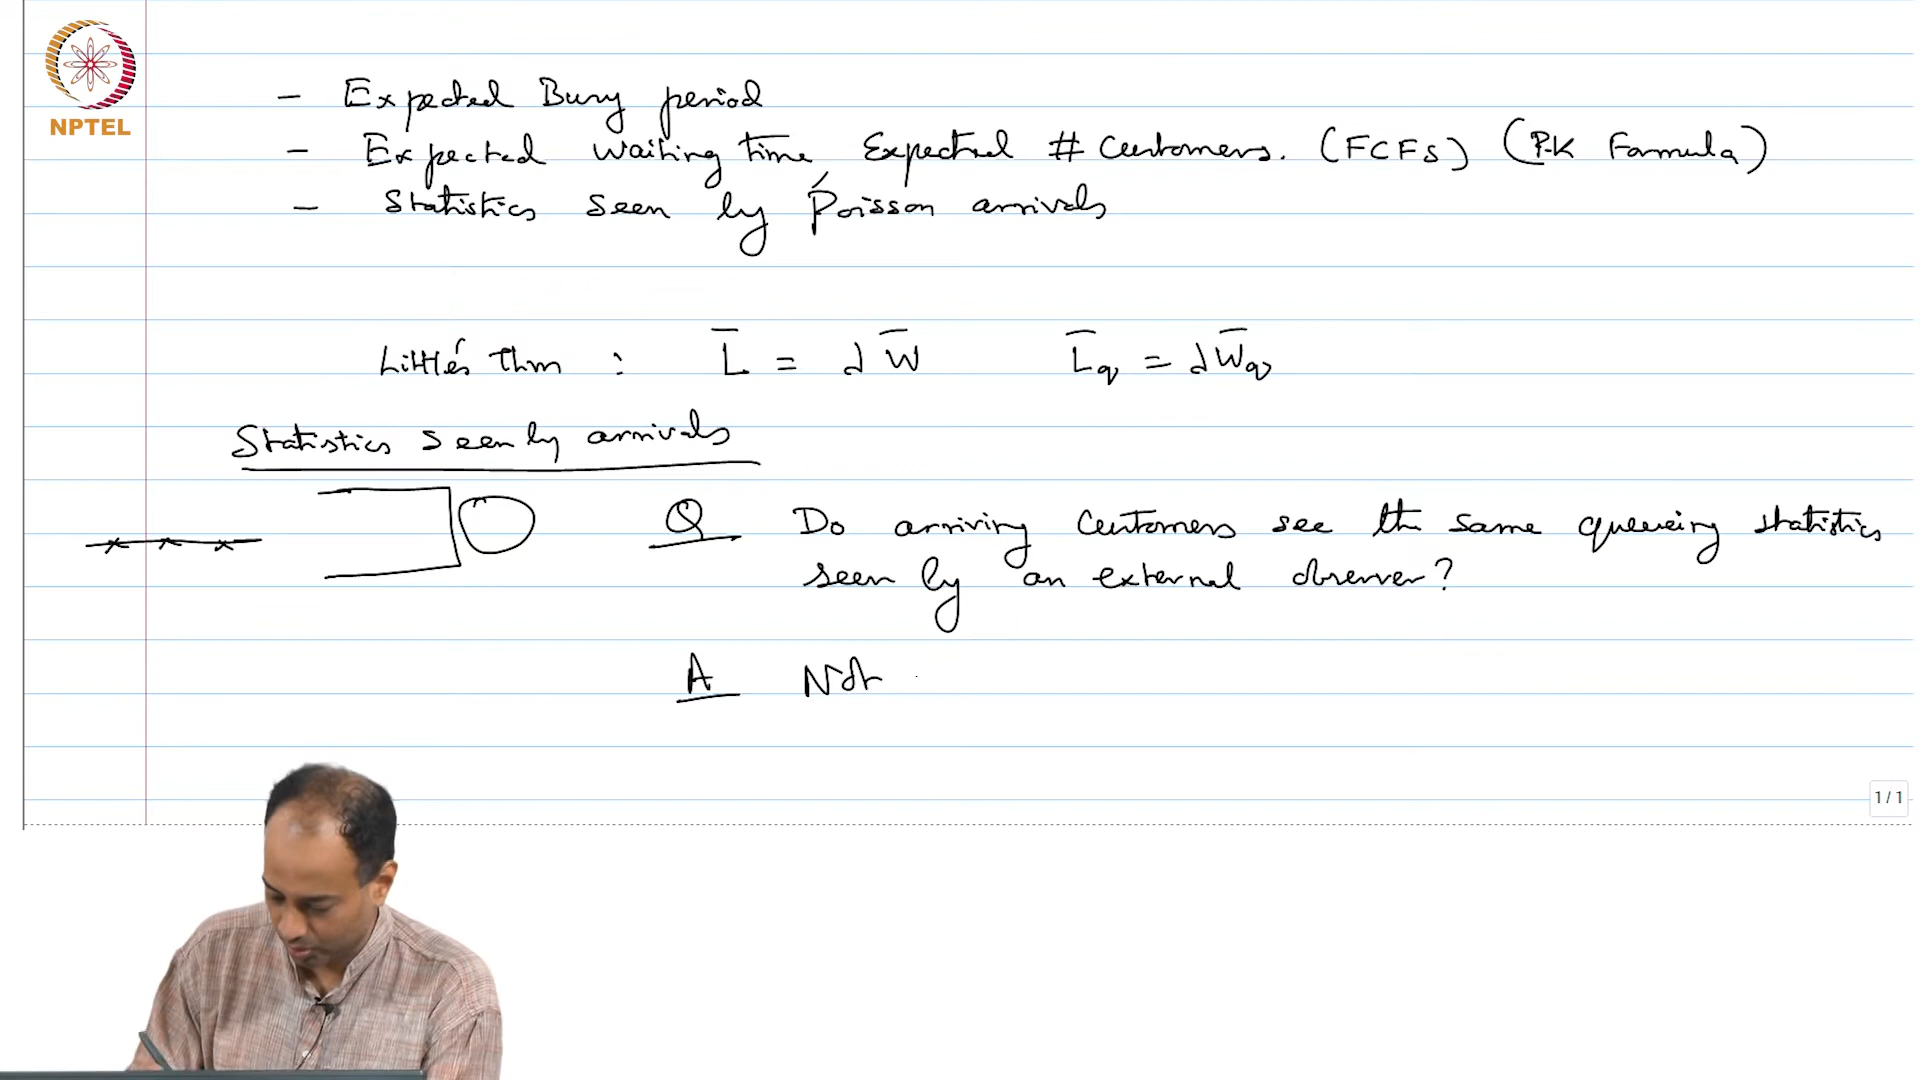 NPTEL
- Expected Busy period
- Expected waiting time, Expected # Customers. (FCFS) (P-K Formula)
- Statistics seen by Poisson arrivals
Little's Thm : L̅ = λ W̅ L̅q = λ W̅q
Statistics seen by arrivals
Q Do arriving customers see the same queueing statistics
seen by an external observer?
A Not
1 / 1